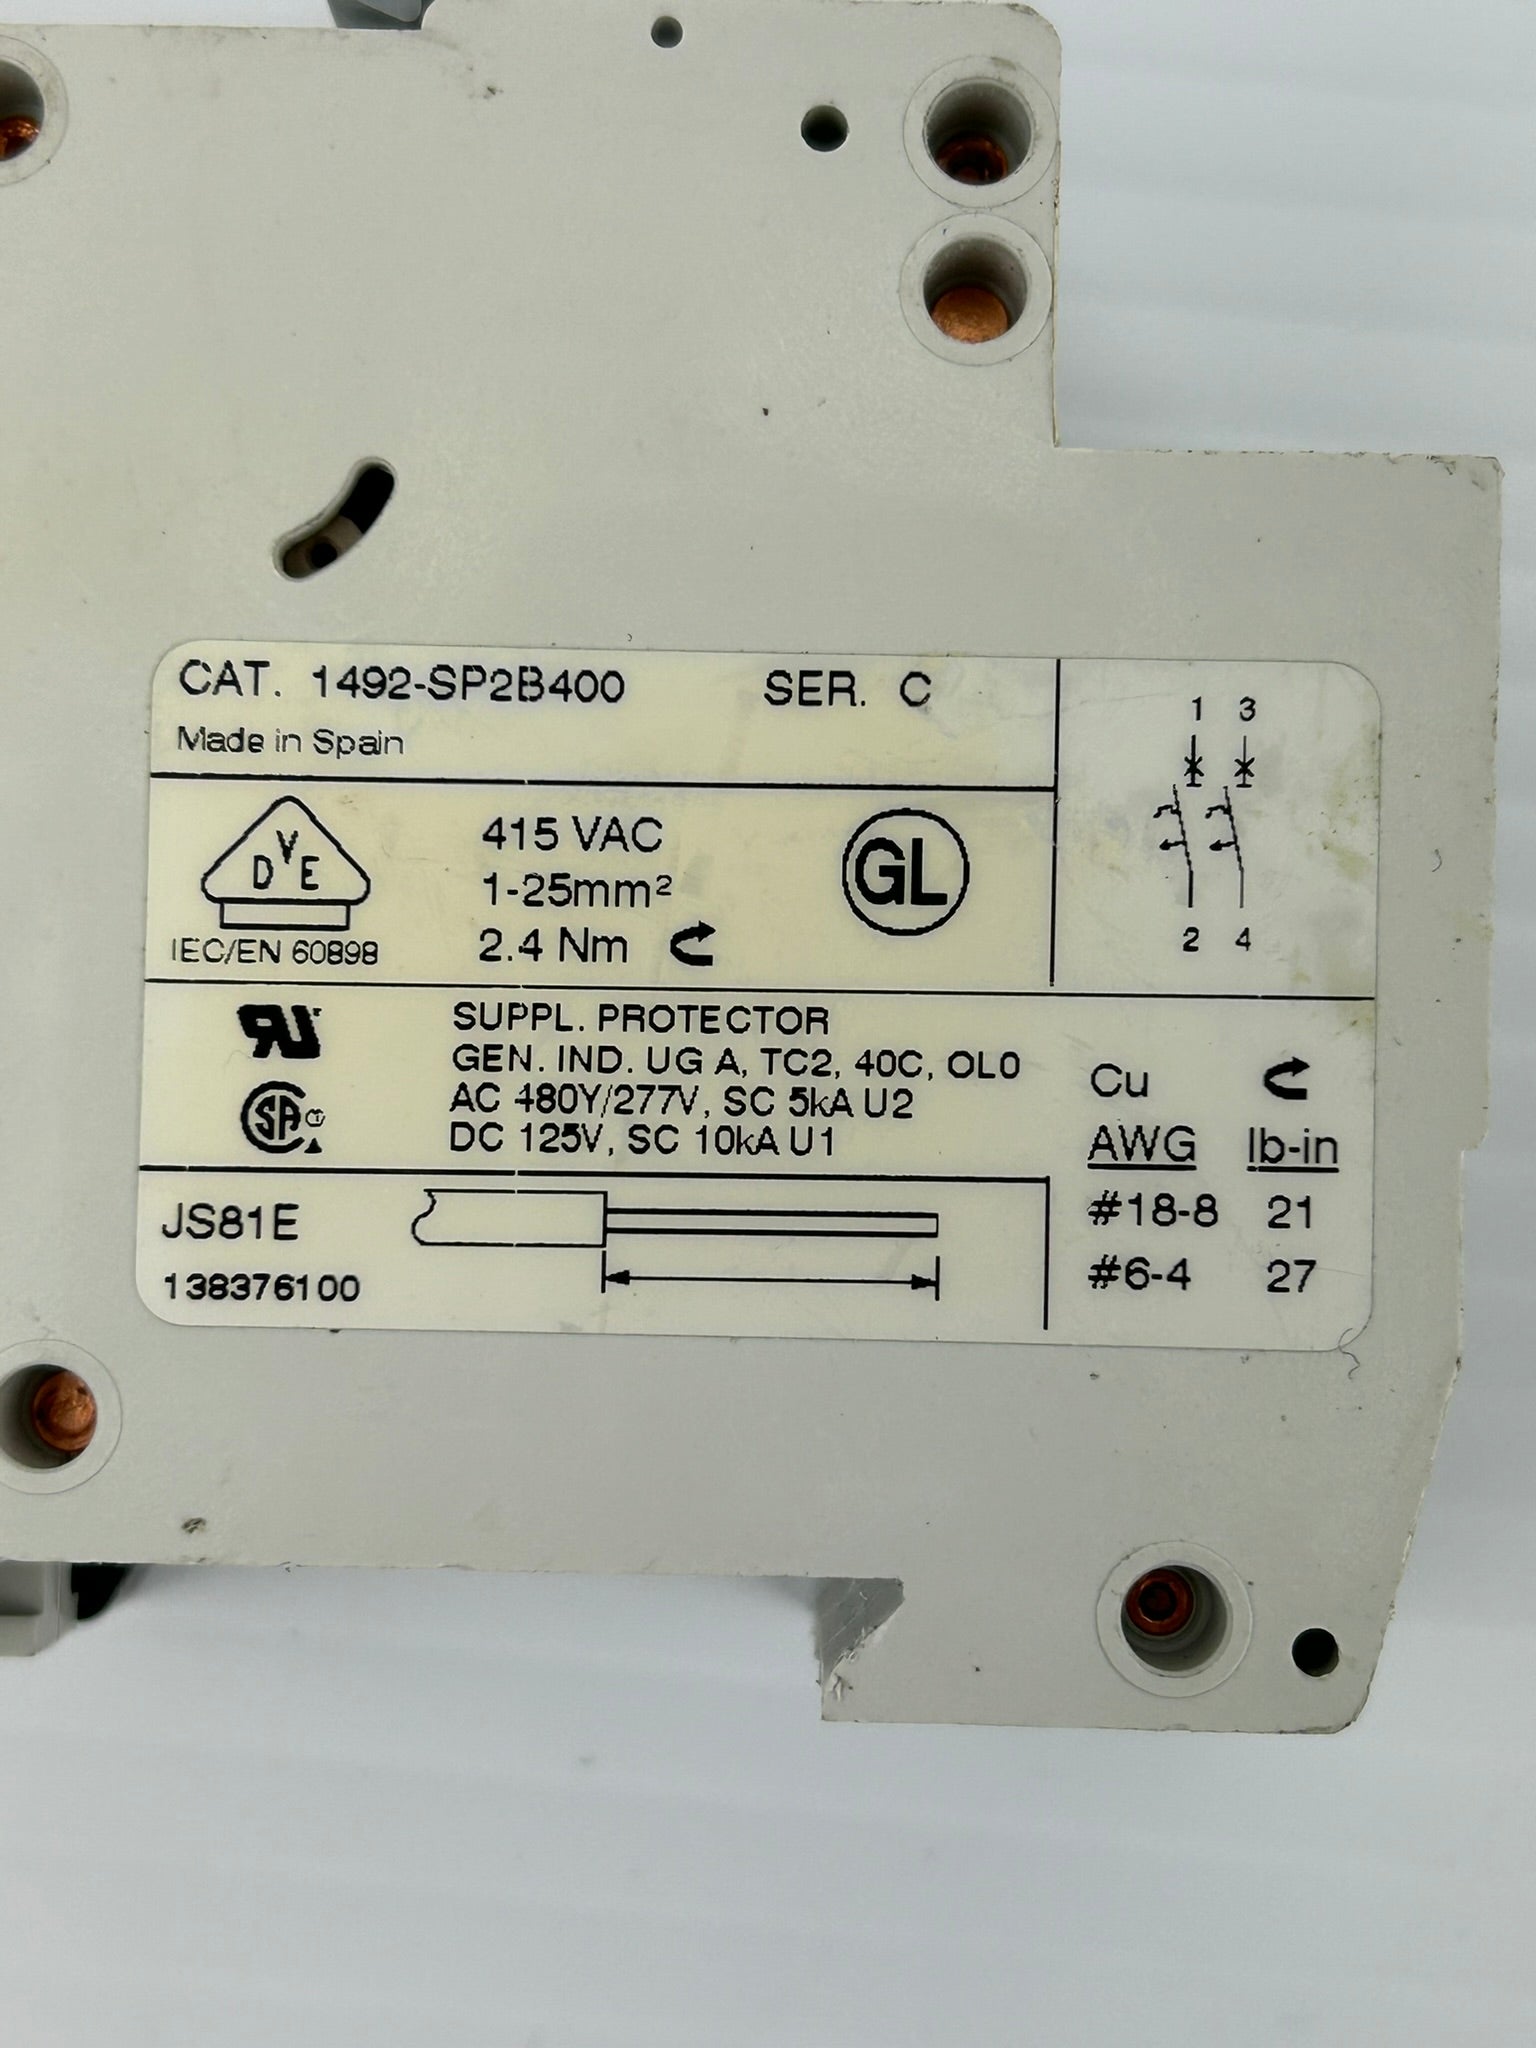 CAT. 1492-SP2B400 SER. C
Made in Spain
1 3
2 4
D V E
IEC/EN 60898
415 VAC
1-25mm²
2.4 Nm
GL
RU
SA
SUPPL. PROTECTOR
GEN. IND. UG A, TC2, 40C, OL0
AC 480Y/277V, SC 5kA U2
DC 125V, SC 10kA U1
Cu
AWG lb-in
#18-8 21
#6-4 27
JS81E
138376100